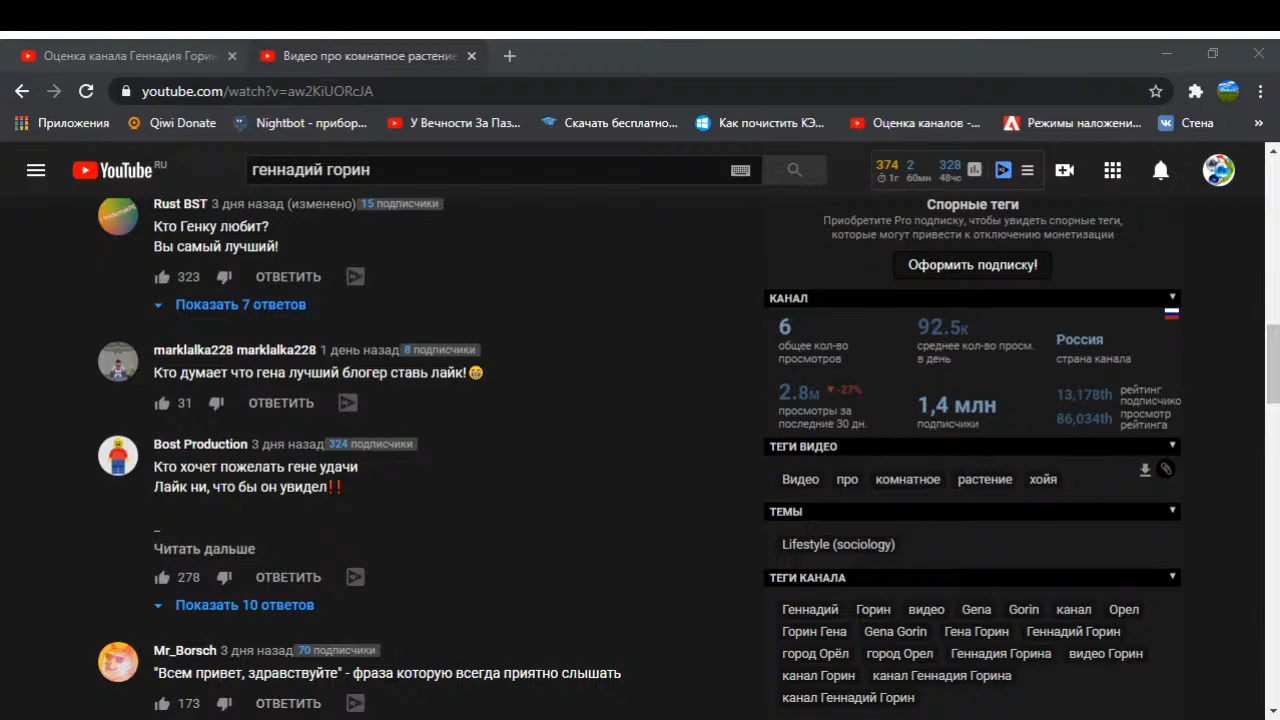 Оценка канала Геннадия Горин
Видео про комнатное растение
youtube.com/watch?v=aw2KiUORcJA
Приложения
Qiwi Donate
Nightbot - прибор...
У Вечности За Паз...
Скачать бесплатно...
Как почистить КЭ...
Оценка каналов -...
Режимы наложени...
Стена
»
YouTube RU
геннадий горин
374 2 328
1г 60мн 48чс
Rust BST 3 дня назад (изменено) 15 подписчики
Кто Генку любит?
Вы самый лучший!
323 ОТВЕТИТЬ
Показать 7 ответов
marklalka228 marklalka228 1 день назад 8 подписчики
Кто думает что гена лучший блогер ставь лайк!😁
31 ОТВЕТИТЬ
Bost Production 3 дня назад 324 подписчики
Кто хочет пожелать гене удачи
Лайк ни, что бы он увидел‼️
_
Читать дальше
278 ОТВЕТИТЬ
Показать 10 ответов
Mr_Borsch 3 дня назад 70 подписчики
"Всем привет, здравствуйте" - фраза которую всегда приятно слышать
173 ОТВЕТИТЬ
Спорные теги
Приобретите Pro подписку, чтобы увидеть спорные теги,
которые могут привести к отключению монетизации
Оформить подписку!
КАНАЛ
6
общее кол-во
просмотров
92.5к
среднее кол-во просм.
в день
Россия
страна канала
2.8м ▼ -27%
просмотры за
последние 30 дн.
1,4 млн
подписчики
13,178th рейтинг
подписчико
86,034th просмотр
рейтинга
ТЕГИ ВИДЕО
Видео про комнатное растение хойя
ТЕМЫ
Lifestyle (sociology)
ТЕГИ КАНАЛА
Геннадий Горин видео Gena Gorin канал Орел
Горин Гена Gena Gorin Гена Горин Геннадий Горин
город Орёл город Орел Геннадия Горина видео Горин
канал Горин канал Геннадия Горина
канал Геннадий Горин